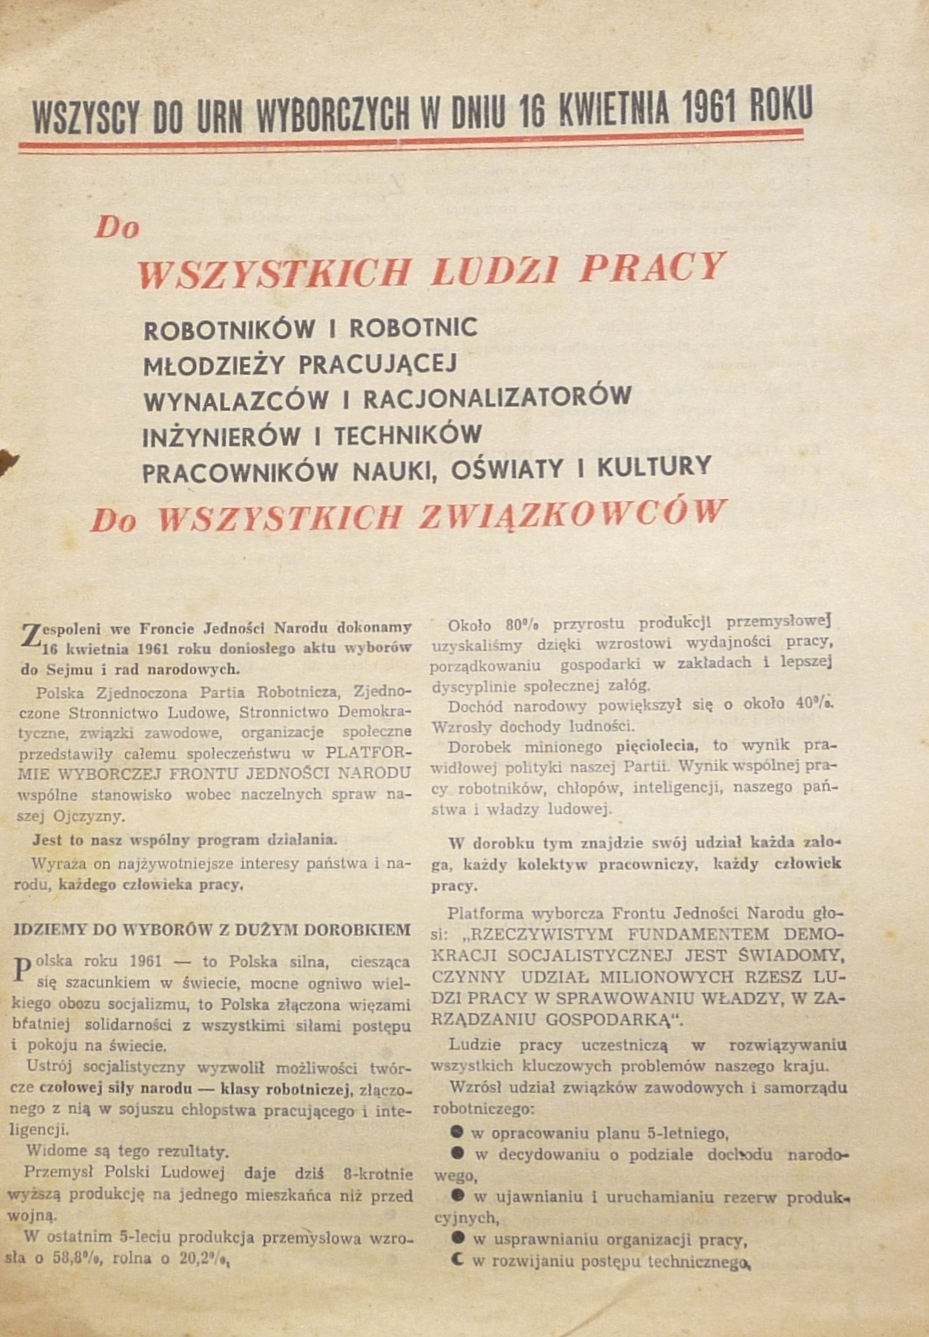 WSZYSCY DO URN WYBORCZYCH W DNIU 16 KWIETNIA 1961 ROKU
Do
WSZYSTKICH LUDZI PRACY
ROBOTNIKÓW I ROBOTNIC
MŁODZIEŻY PRACUJĄCEJ
WYNALAZCÓW I RACJONALIZATORÓW
INŻYNIERÓW I TECHNIKÓW
PRACOWNIKÓW NAUKI, OŚWIATY I KULTURY
Do WSZYSTKICH ZWIĄZKOWCÓW
Zespoleni we Froncie Jedności Narodu dokonamy
16 kwietnia 1961 roku doniosłego aktu wyborów
do Sejmu i rad narodowych.
Polska Zjednoczona Partia Robotnicza, Zjedno-
czone Stronnictwo Ludowe, Stronnictwo Demokra-
tyczne, związki zawodowe, organizacje społeczne
przedstawiły całemu społeczeństwu w PLATFOR-
MIE WYBORCZEJ FRONTU JEDNOŚCI NARODU
wspólne stanowisko wobec naczelnych spraw na-
szej Ojczyzny.
Jest to nasz wspólny program działania.
Wyraża on najżywotniejsze interesy państwa i na-
rodu, każdego człowieka pracy.
IDZIEMY DO WYBORÓW Z DUŻYM DOROBKIEM
Polska roku 1961 — to Polska silna, ciesząca
się szacunkiem w świecie, mocne ogniwo wiel-
kiego obozu socjalizmu, to Polska złączona więzami
bratniej solidarności z wszystkimi siłami postępu
i pokoju na świecie.
Ustrój socjalistyczny wyzwolił możliwości twór-
cze czołowej siły narodu — klasy robotniczej, złączo-
nego z nią w sojuszu chłopstwa pracującego i inte-
ligencji.
Widome są tego rezultaty.
Przemysł Polski Ludowej daje dziś 8-krotnie
wyższą produkcję na jednego mieszkańca niż przed
wojną.
W ostatnim 5-leciu produkcja przemysłowa wzro-
sła o 58,8%, rolna o 20,2%,
Około 80% przyrostu produkcji przemysłowej
uzyskaliśmy dzięki wzrostowi wydajności pracy,
porządkowaniu gospodarki w zakładach i lepszej
dyscyplinie społecznej załóg.
Dochód narodowy powiększył się o około 40%.
Wzrosły dochody ludności.
Dorobek minionego pięciolecia, to wynik pra-
widłowej polityki naszej Partii. Wynik wspólnej pra-
cy robotników, chłopów, inteligencji, naszego pań-
stwa i władzy ludowej.
W dorobku tym znajdzie swój udział każda zało-
ga, każdy kolektyw pracowniczy, każdy człowiek
pracy.
Platforma wyborcza Frontu Jedności Narodu gło-
si: „RZECZYWISTYM FUNDAMENTEM DEMO-
KRACJI SOCJALISTYCZNEJ JEST ŚWIADOMY,
CZYNNY UDZIAŁ MILIONOWYCH RZESZ LU-
DZI PRACY W SPRAWOWANIU WŁADZY, W ZA-
RZĄDZANIU GOSPODARKĄ“.
Ludzie pracy uczestniczą w rozwiązywaniu
wszystkich kluczowych problemów naszego kraju.
Wzrósł udział związków zawodowych i samorządu
robotniczego:
● w opracowaniu planu 5-letniego,
● w decydowaniu o podziale dochodu narodo-
wego,
● w ujawnianiu i uruchamianiu rezerw produk-
cyjnych,
● w usprawnianiu organizacji pracy,
● w rozwijaniu postępu technicznego,